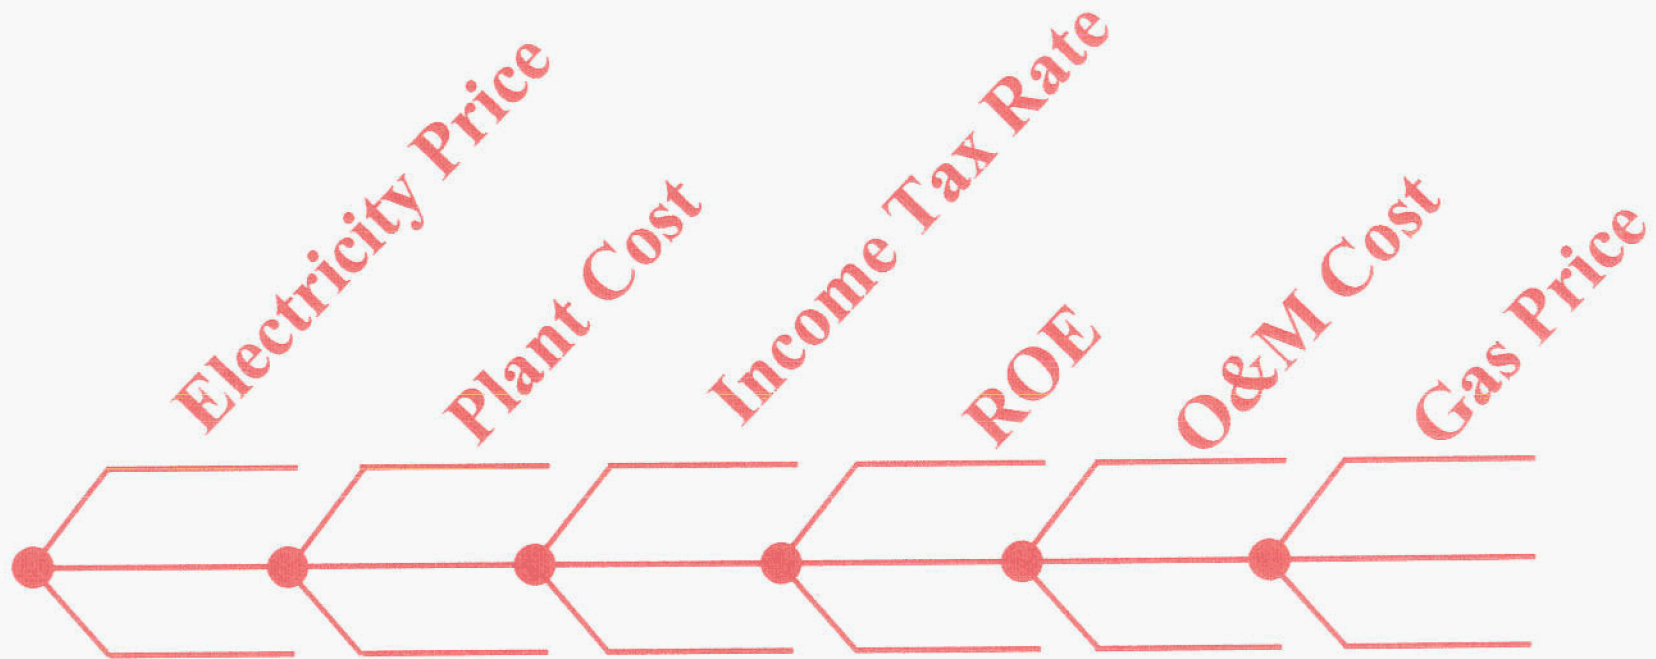 Electricity Price
Plant Cost
Income Tax Rate
ROE
O&M Cost
Gas Price